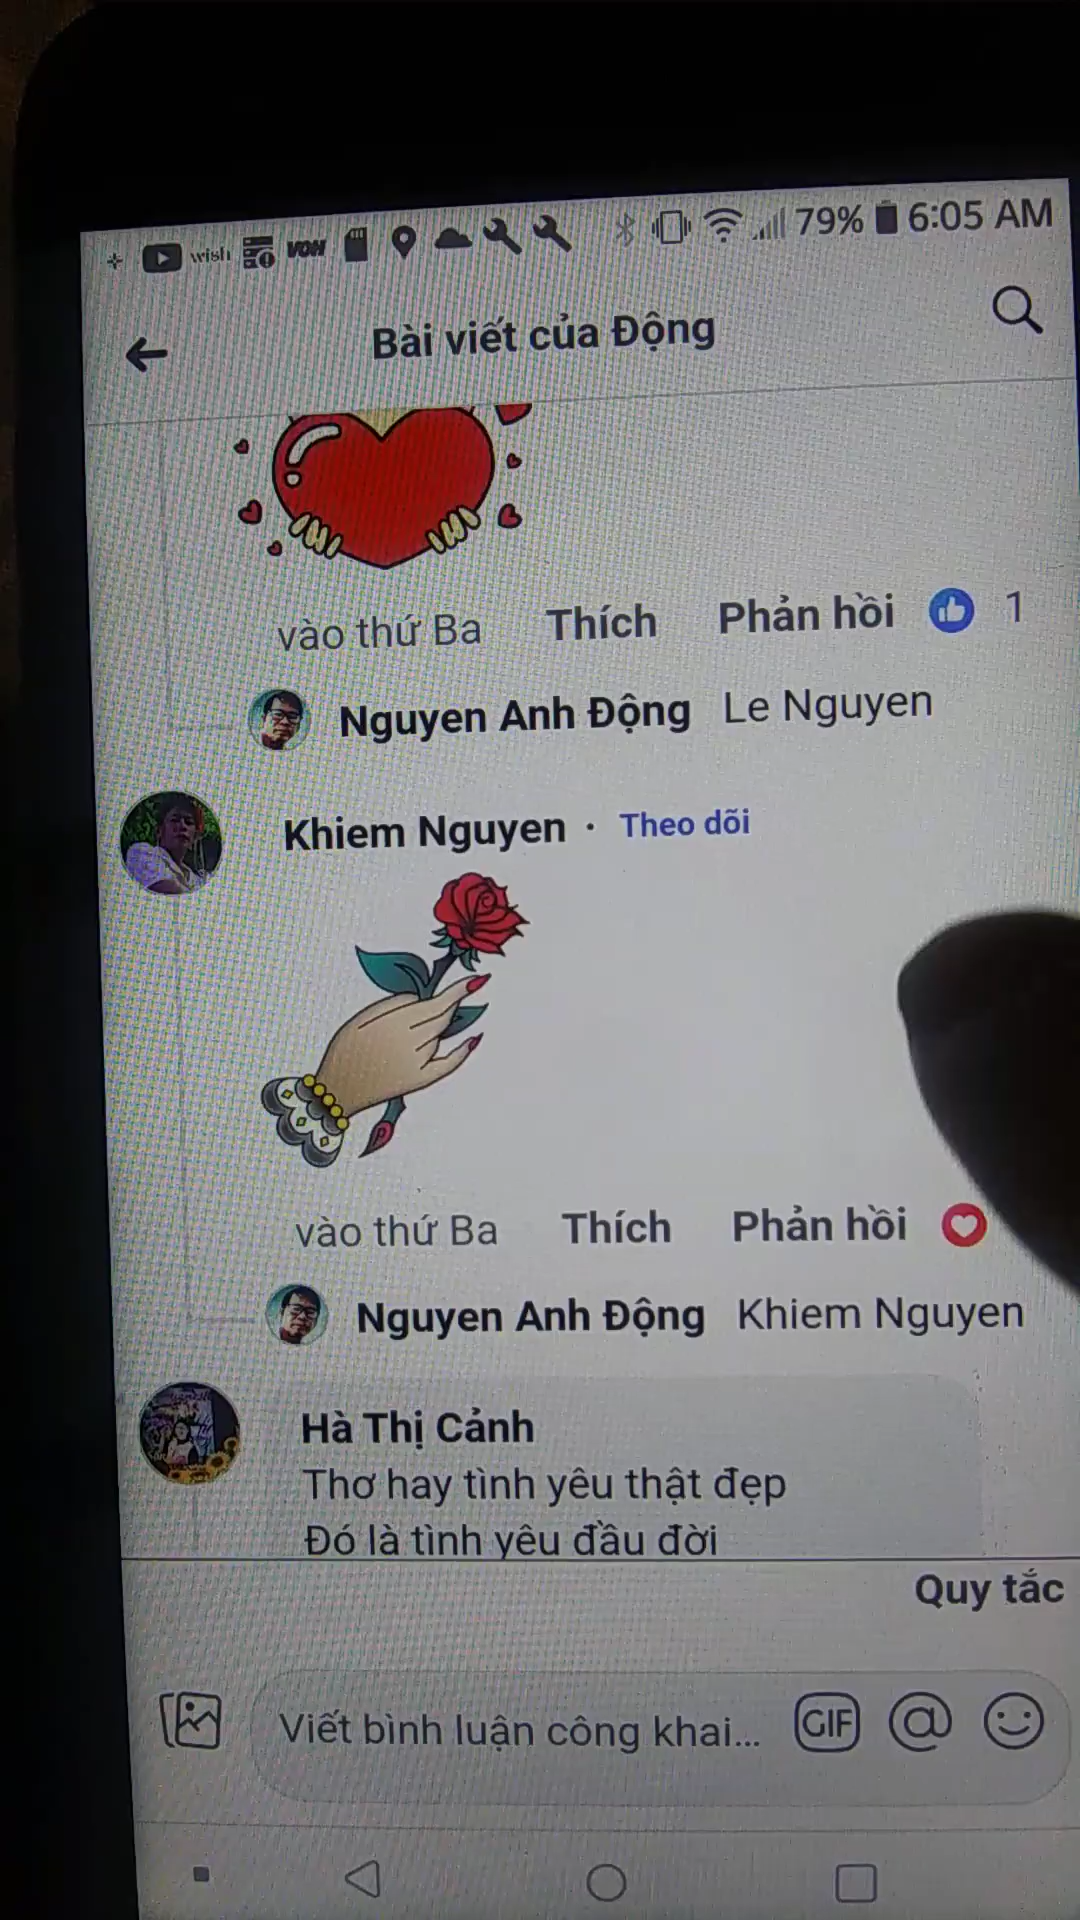 wish VOH 79% 6:05 AM
Bài viết của Động
vào thứ Ba Thích Phản hồi 1
Nguyen Anh Động Le Nguyen
Khiem Nguyen · Theo dõi
vào thứ Ba Thích Phản hồi
Nguyen Anh Động Khiem Nguyen
Hà Thị Cảnh
Thơ hay tình yêu thật đẹp
Đó là tình yêu đầu đời
Quy tắc
Viết bình luận công khai... GIF @